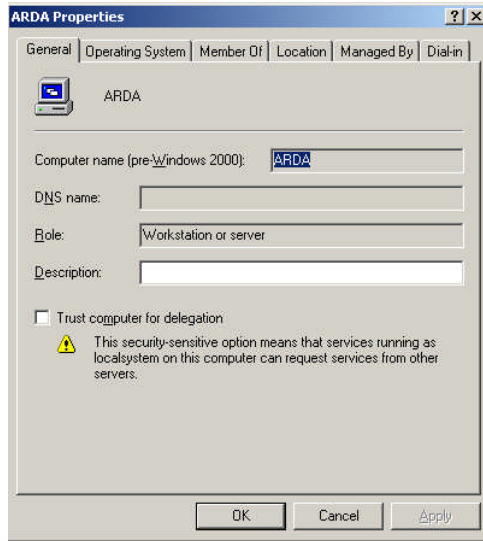 ARDA Properties
General Operating System Member Of Location Managed By Dial-in
ARDA
Computer name (pre-Windows 2000): ARDA
DNS name:
Role: Workstation or server
Description:
Trust computer for delegation
This security-sensitive option means that services running as
localsystem on this computer can request services from other
servers.
OK Cancel Apply